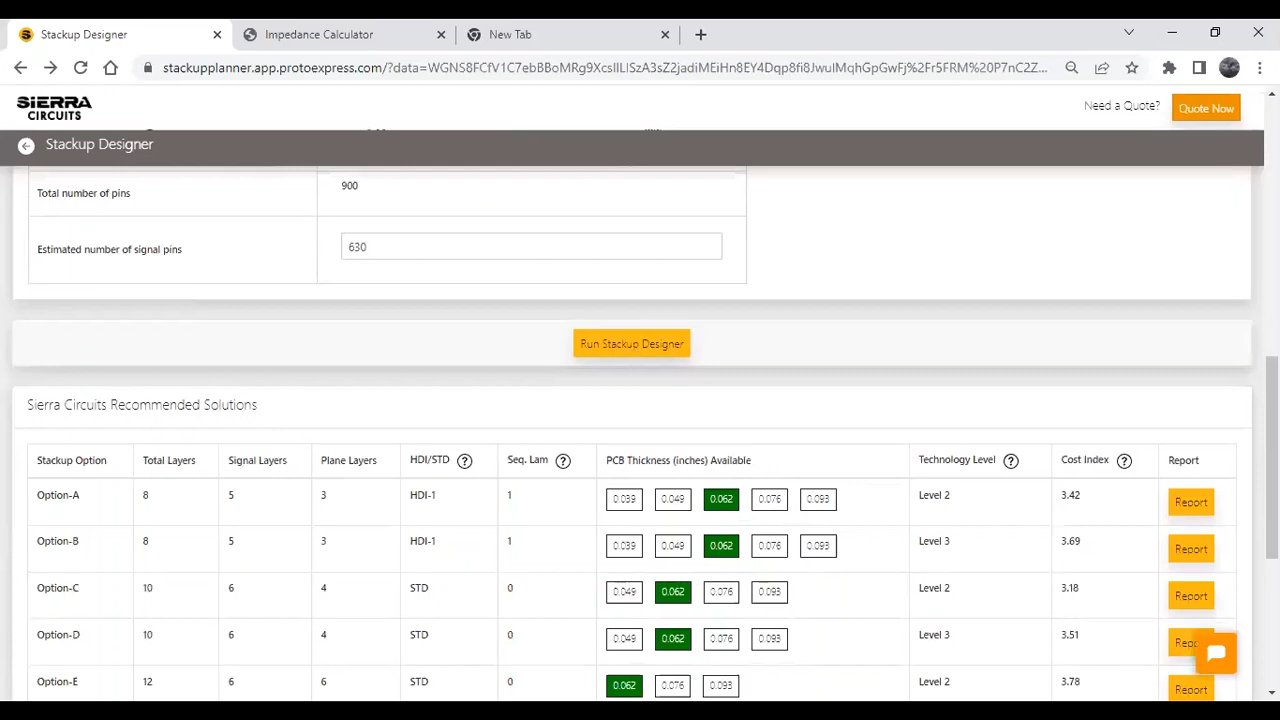 Stackup Designer
Impedance Calculator
New Tab
stackupplanner.app.protoexpress.com/?data=
SIERRA
CIRCUITS
Need a Quote?
Quote Now
Stackup Designer
Total number of pins
900
Estimated number of signal pins
630
Run Stackup Designer
Sierra Circuits Recommended Solutions
Stackup Option Total Layers Signal Layers Plane Layers HDI/STD ? Seq. Lam ? PCB Thickness (inches) Available Technology Level ? Cost Index ? Report
Option-A 8 5 3 HDI-1 1 0.039 0.049 0.062 0.076 0.093 Level 2 3.42 Report
Option-B 8 5 3 HDI-1 1 0.039 0.049 0.062 0.076 0.093 Level 3 3.69 Report
Option-C 10 6 4 STD 0 0.049 0.062 0.076 0.093 Level 2 3.18 Report
Option-D 10 6 4 STD 0 0.049 0.062 0.076 0.093 Level 3 3.51
Option-E 12 6 6 STD 0 0.062 0.076 0.093 Level 2 3.78 Report